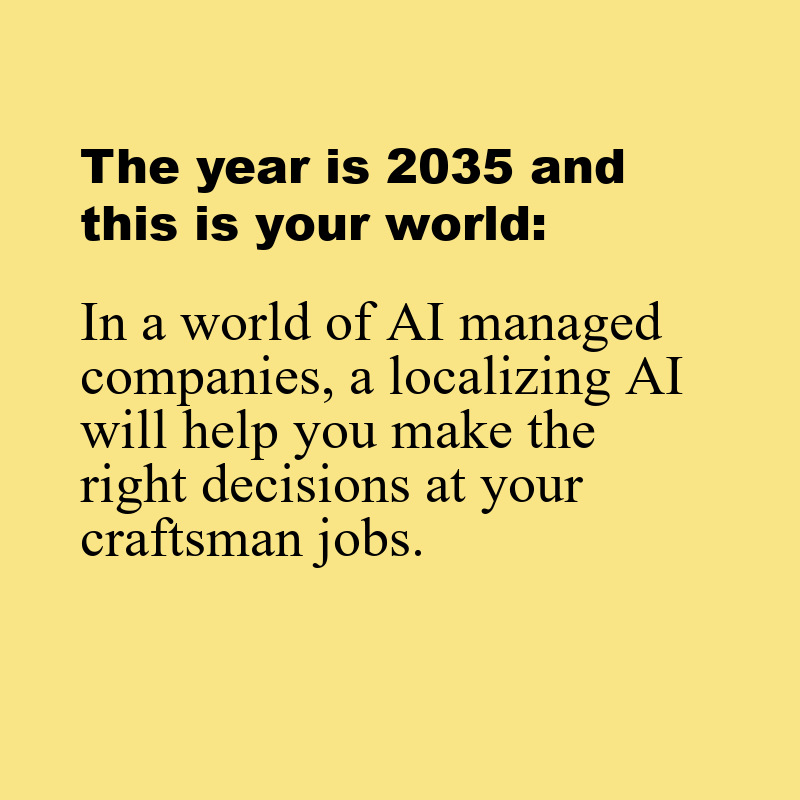 The year is 2035 and
this is your world:
In a world of AI managed
companies, a localizing AI
will help you make the
right decisions at your
craftsman jobs.